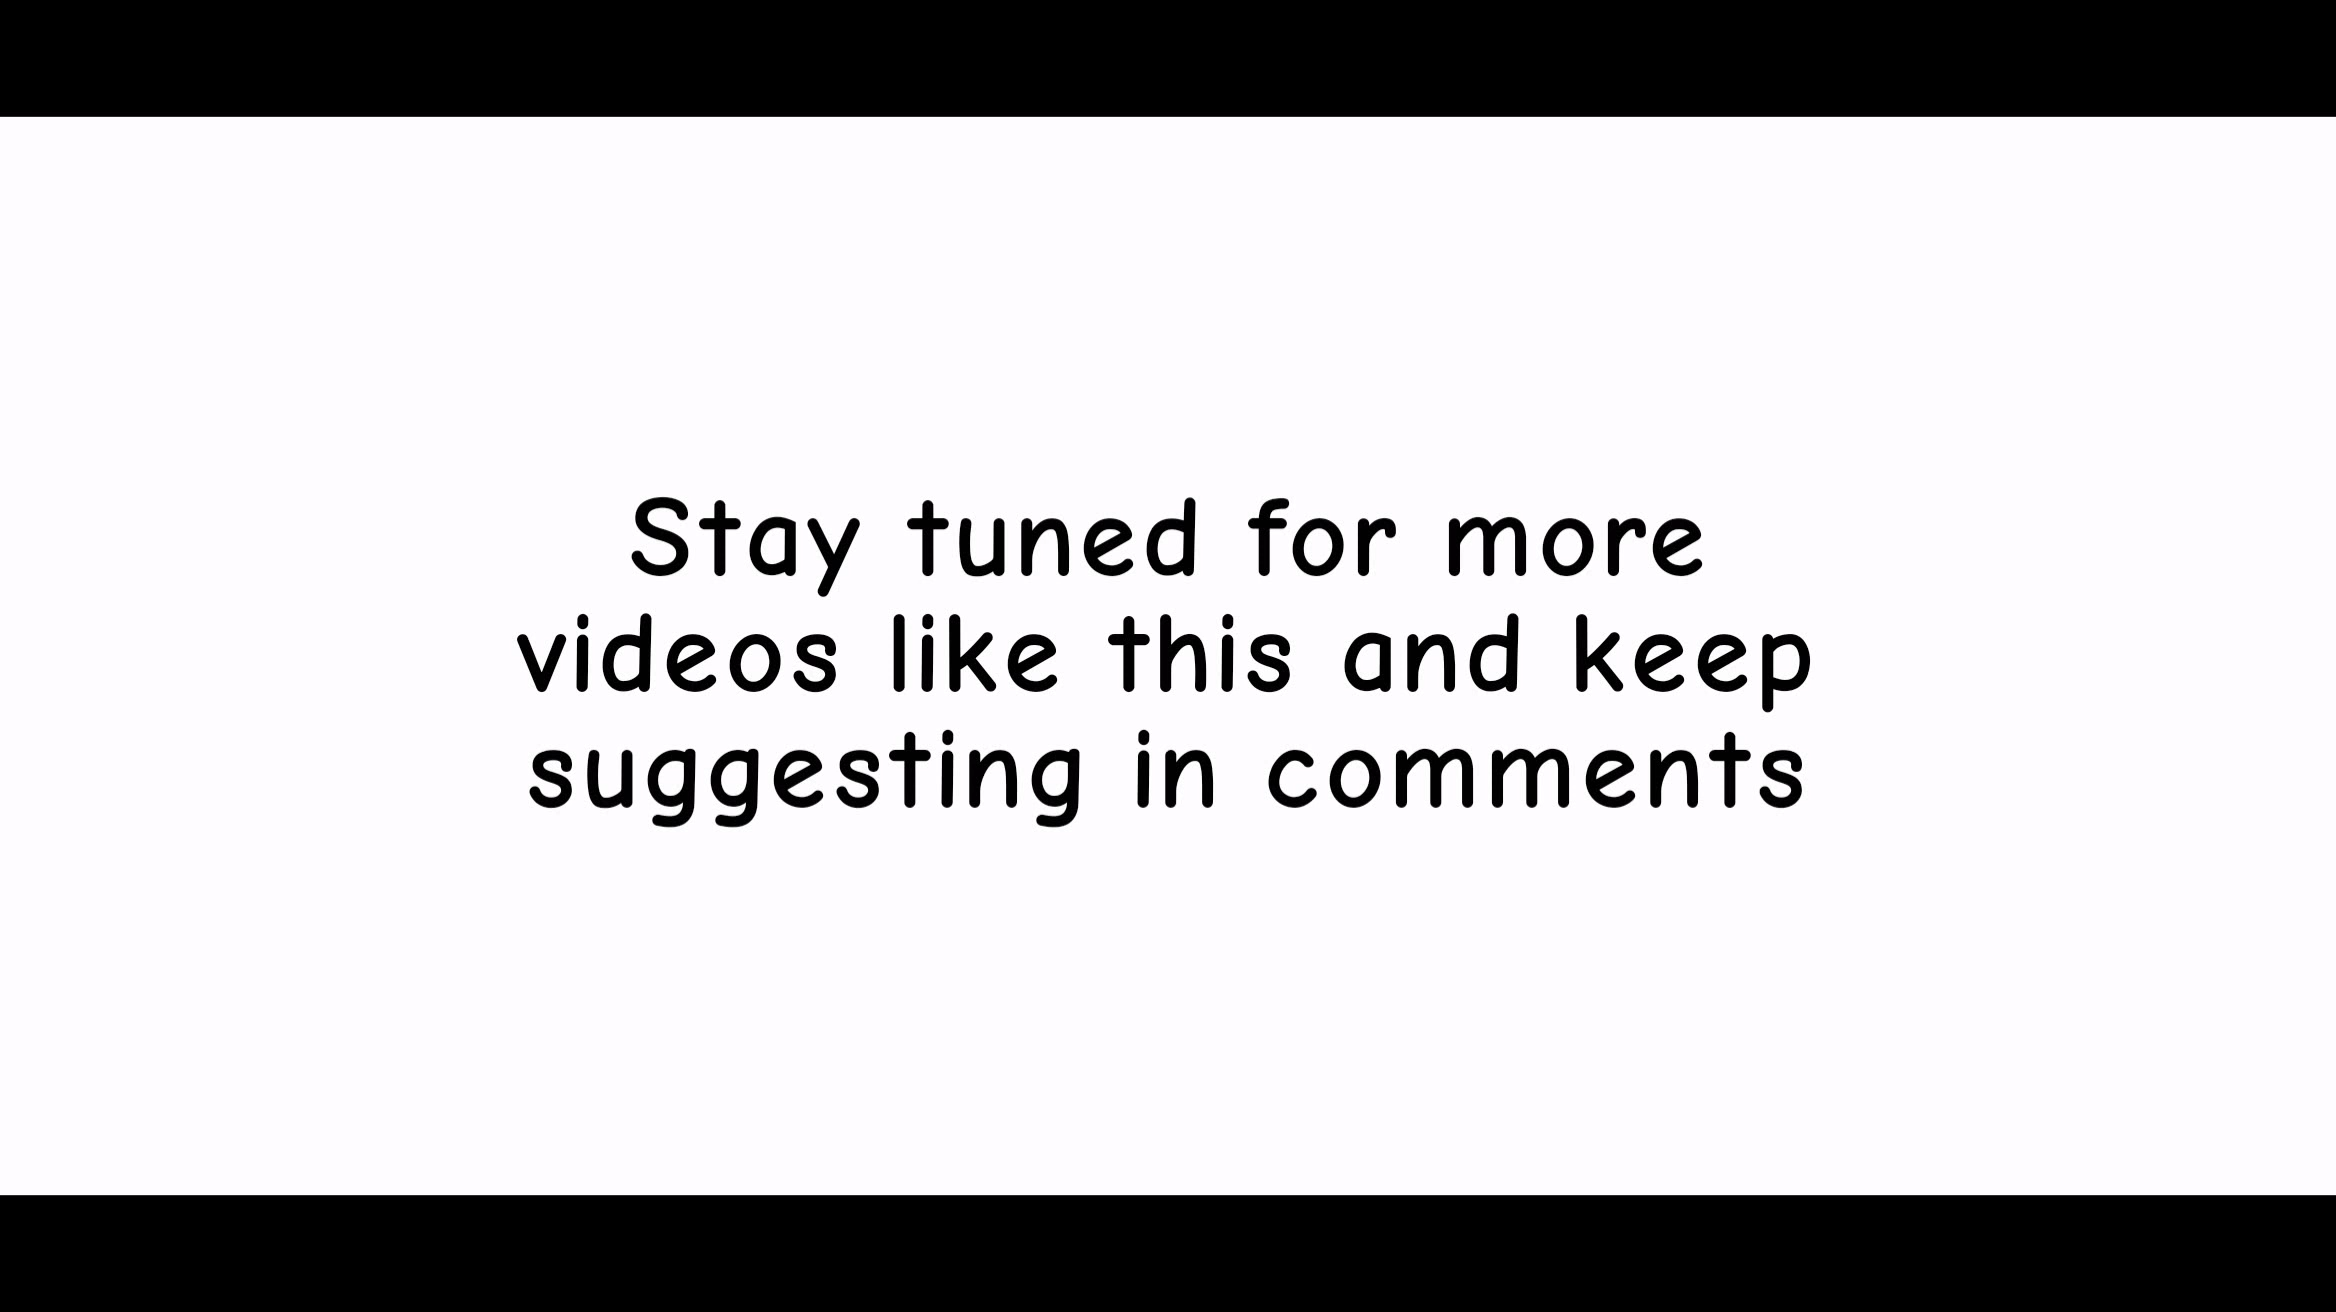 Stay tuned for more
videos like this and keep
suggesting in comments